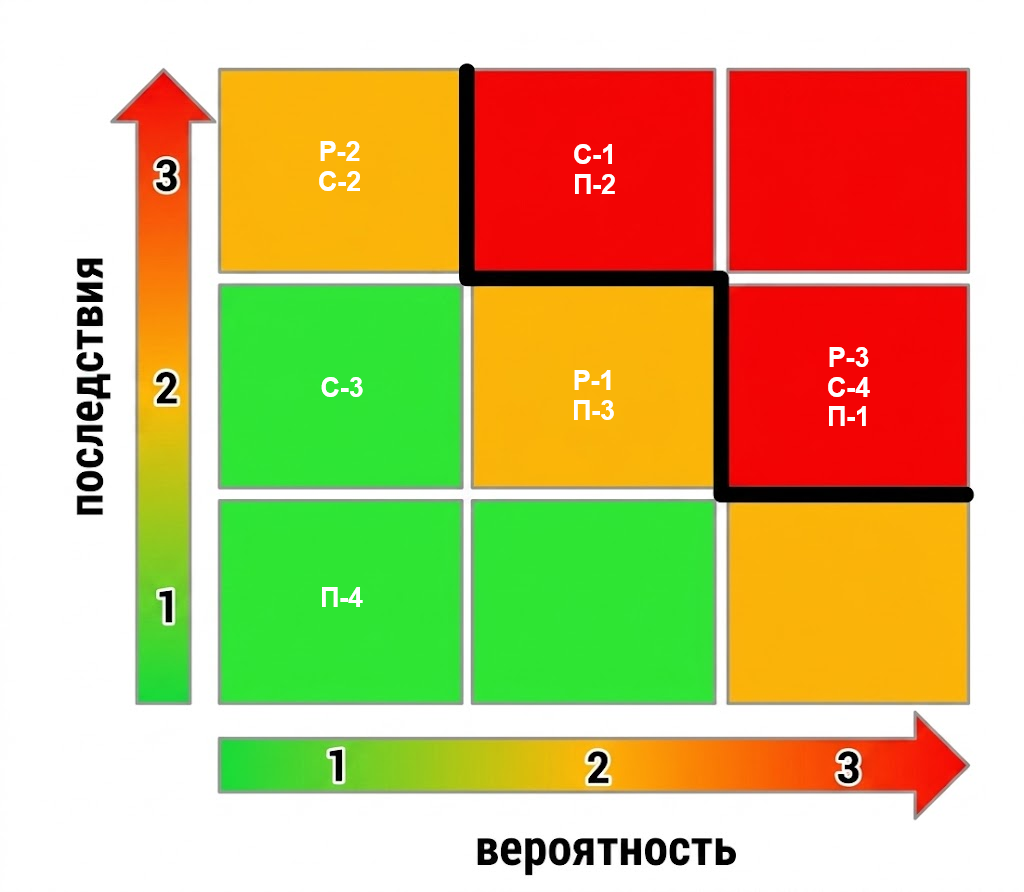 последствия
3
Р-2
С-2
С-1
П-2
2
С-3
Р-1
П-3
Р-3
С-4
П-1
1
П-4
1
2
3
вероятность